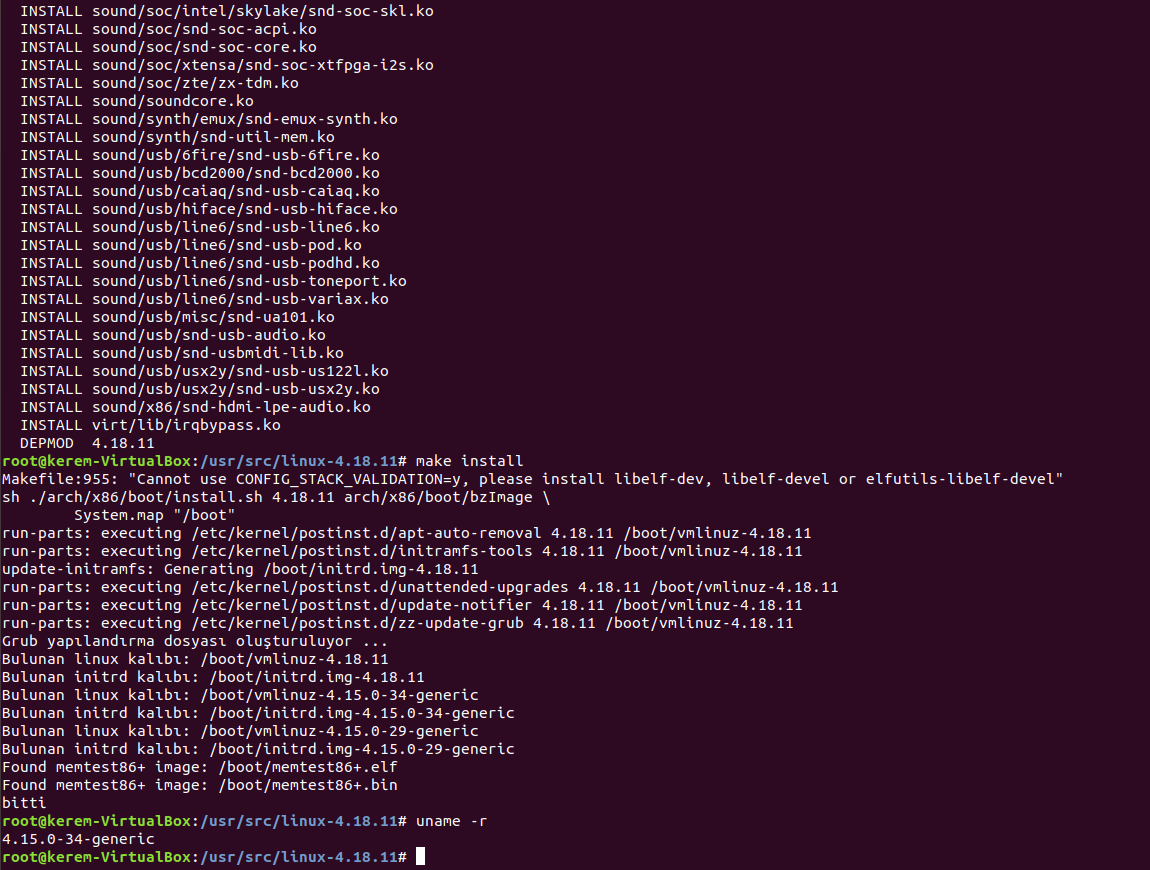 INSTALL sound/soc/intel/skylake/snd-soc-skl.ko
INSTALL sound/soc/snd-soc-acpi.ko
INSTALL sound/soc/snd-soc-core.ko
INSTALL sound/soc/xtensa/snd-soc-xtfpga-i2s.ko
INSTALL sound/soc/zte/zx-tdm.ko
INSTALL sound/soundcore.ko
INSTALL sound/synth/emux/snd-emux-synth.ko
INSTALL sound/synth/snd-util-mem.ko
INSTALL sound/usb/6fire/snd-usb-6fire.ko
INSTALL sound/usb/bcd2000/snd-bcd2000.ko
INSTALL sound/usb/caiaq/snd-usb-caiaq.ko
INSTALL sound/usb/hiface/snd-usb-hiface.ko
INSTALL sound/usb/line6/snd-usb-line6.ko
INSTALL sound/usb/line6/snd-usb-pod.ko
INSTALL sound/usb/line6/snd-usb-podhd.ko
INSTALL sound/usb/line6/snd-usb-toneport.ko
INSTALL sound/usb/line6/snd-usb-variax.ko
INSTALL sound/usb/misc/snd-ua101.ko
INSTALL sound/usb/snd-usb-audio.ko
INSTALL sound/usb/snd-usbmidi-lib.ko
INSTALL sound/usb/usx2y/snd-usb-us122l.ko
INSTALL sound/usb/usx2y/snd-usb-usx2y.ko
INSTALL sound/x86/snd-hdmi-lpe-audio.ko
INSTALL virt/lib/irqbypass.ko
DEPMOD  4.18.11
root@kerem-VirtualBox:/usr/src/linux-4.18.11# make install
Makefile:955: "Cannot use CONFIG_STACK_VALIDATION=y, please install libelf-dev, libelf-devel or elfutils-libelf-devel"
sh ./arch/x86/boot/install.sh 4.18.11 arch/x86/boot/bzImage \
System.map "/boot"
run-parts: executing /etc/kernel/postinst.d/apt-auto-removal 4.18.11 /boot/vmlinuz-4.18.11
run-parts: executing /etc/kernel/postinst.d/initramfs-tools 4.18.11 /boot/vmlinuz-4.18.11
update-initramfs: Generating /boot/initrd.img-4.18.11
run-parts: executing /etc/kernel/postinst.d/unattended-upgrades 4.18.11 /boot/vmlinuz-4.18.11
run-parts: executing /etc/kernel/postinst.d/update-notifier 4.18.11 /boot/vmlinuz-4.18.11
run-parts: executing /etc/kernel/postinst.d/zz-update-grub 4.18.11 /boot/vmlinuz-4.18.11
Grub yapılandırma dosyası oluşturuluyor ...
Bulunan linux kalıbı: /boot/vmlinuz-4.18.11
Bulunan initrd kalıbı: /boot/initrd.img-4.18.11
Bulunan linux kalıbı: /boot/vmlinuz-4.15.0-34-generic
Bulunan initrd kalıbı: /boot/initrd.img-4.15.0-34-generic
Bulunan linux kalıbı: /boot/vmlinuz-4.15.0-29-generic
Bulunan initrd kalıbı: /boot/initrd.img-4.15.0-29-generic
Found memtest86+ image: /boot/memtest86+.elf
Found memtest86+ image: /boot/memtest86+.bin
bitti
root@kerem-VirtualBox:/usr/src/linux-4.18.11# uname -r
4.15.0-34-generic
root@kerem-VirtualBox:/usr/src/linux-4.18.11#